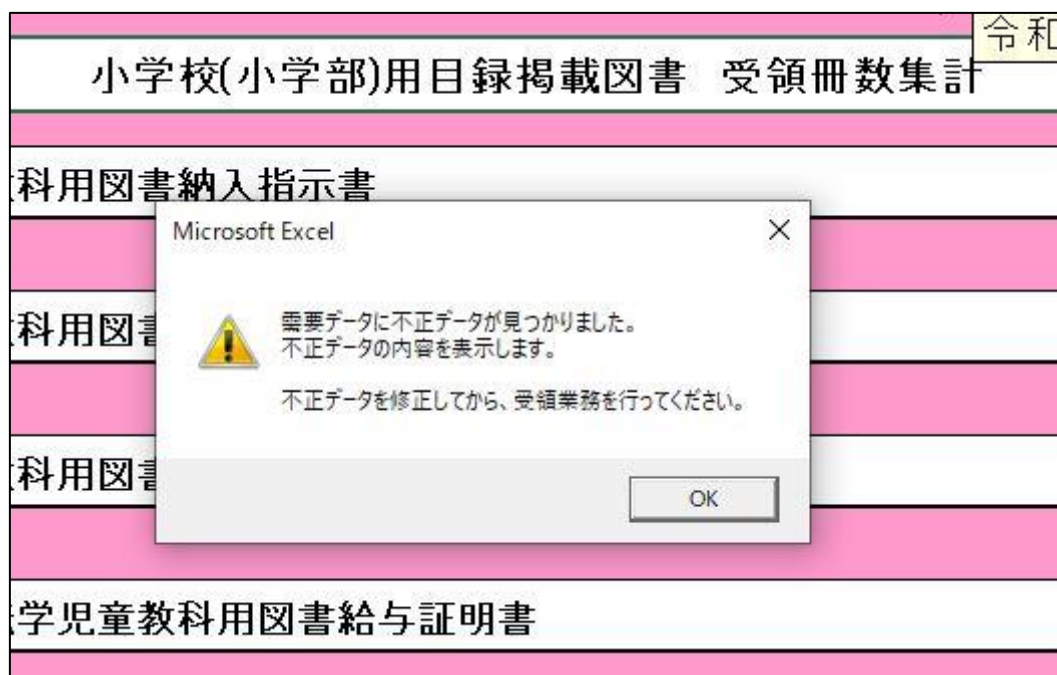 令和
小学校(小学部)用目録掲載図書 受領冊数集計
科用図書納入指示書
Microsoft Excel
科用図書
需要データに不正データが見つかりました。
不正データの内容を表示します。
不正データを修正してから、受領業務を行ってください。
科用図書
OK
学児童教科用図書給与証明書